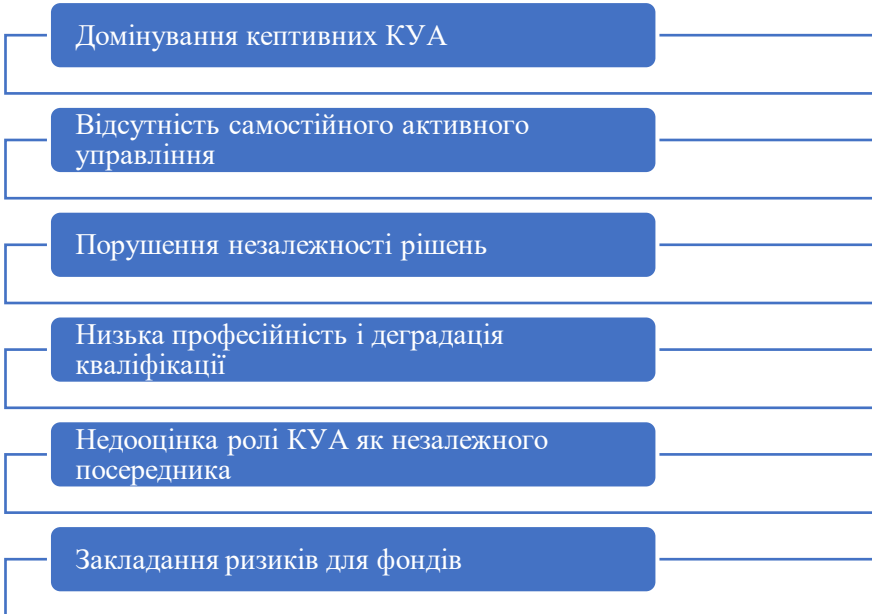 Домінування кептивних КУА
Відсутність самостійного активного
управління
Порушення незалежності рішень
Низька професійність і деградація
кваліфікації
Недооцінка ролі КУА як незалежного
посередника
Закладання ризиків для фондів